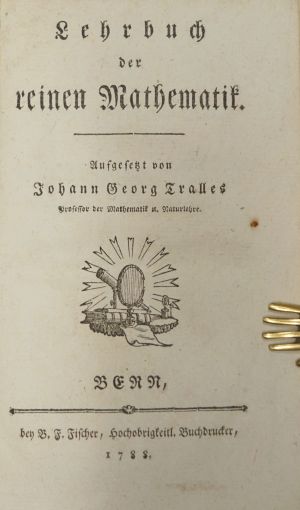 Lehrbuch
der
reinen Mathematik.
Aufgesetzt von
Johann Georg Tralles
Professor der Mathematik u. Naturlehre.
BERN,
bey B. F. Fischer, Hochobrigkeitl. Buchdrucker,
1788.